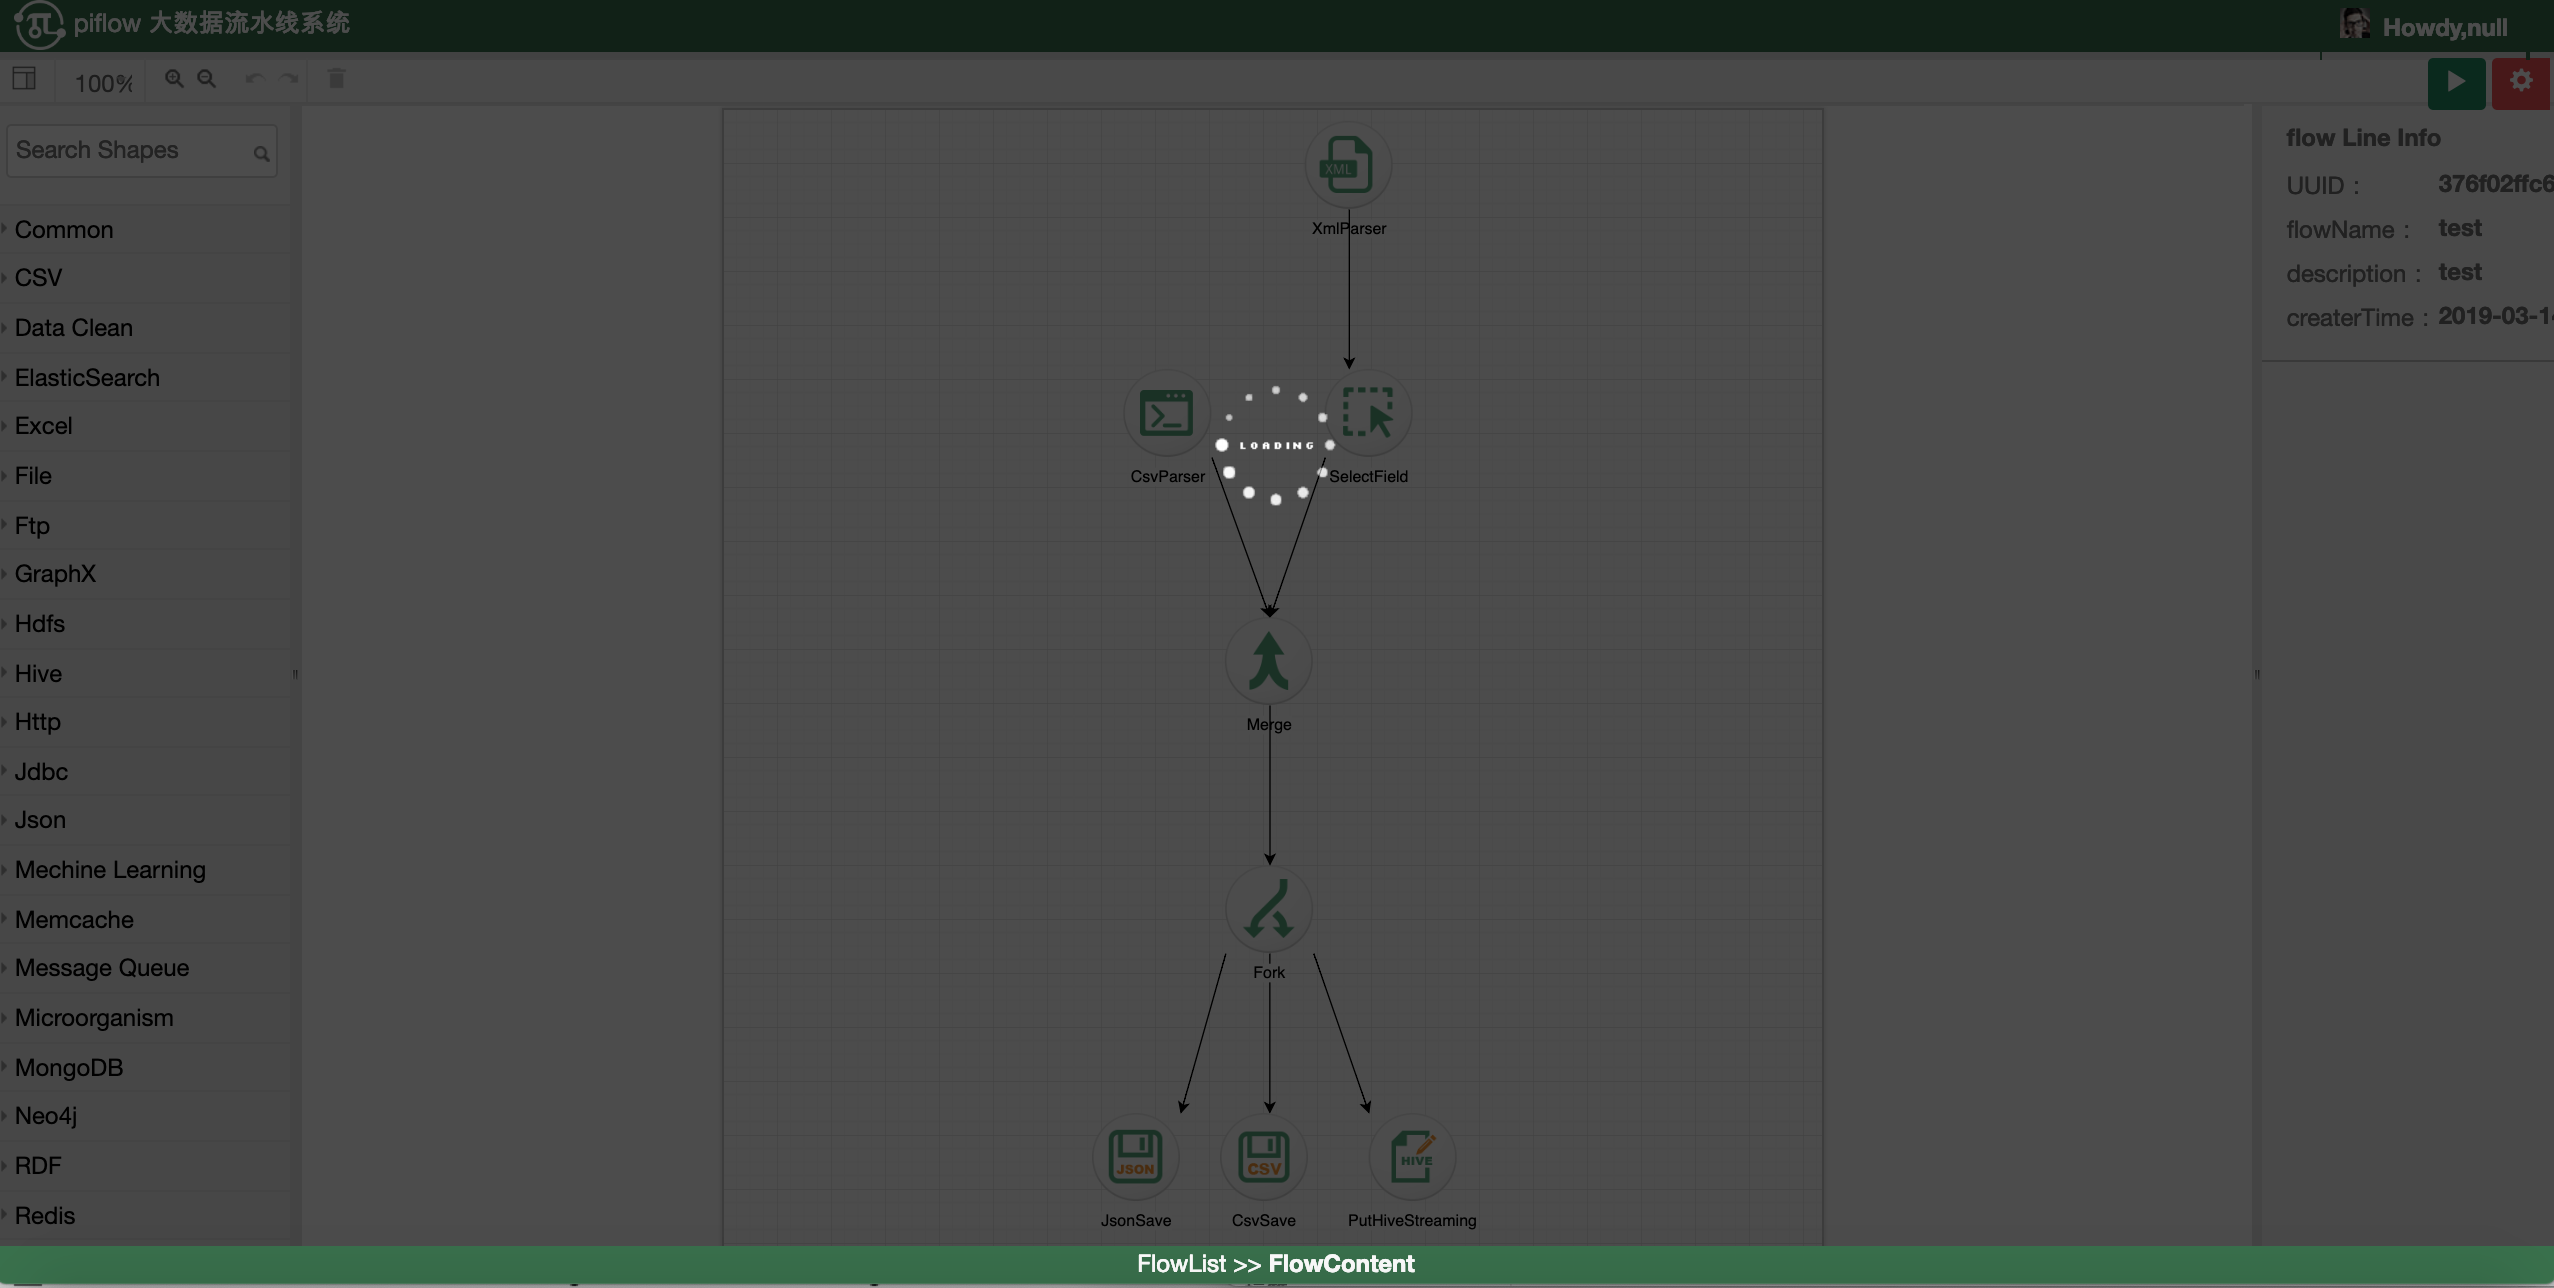 piflow 大数据流水线系统
Howdy,null
100%
Search Shapes
Common
CSV
Data Clean
ElasticSearch
Excel
File
Ftp
GraphX
Hdfs
Hive
Http
Jdbc
Json
Mechine Learning
Memcache
Message Queue
Microorganism
MongoDB
Neo4j
RDF
Redis
XML
XmlParser
CsvParser
LOADING
SelectField
Merge
Fork
JSON
CSV
HIVE
JsonSave
CsvSave
PutHiveStreaming
flow Line Info
UUID : 376f02ffc6
flowName : test
description : test
createrTime : 2019-03-1
FlowList >> FlowContent